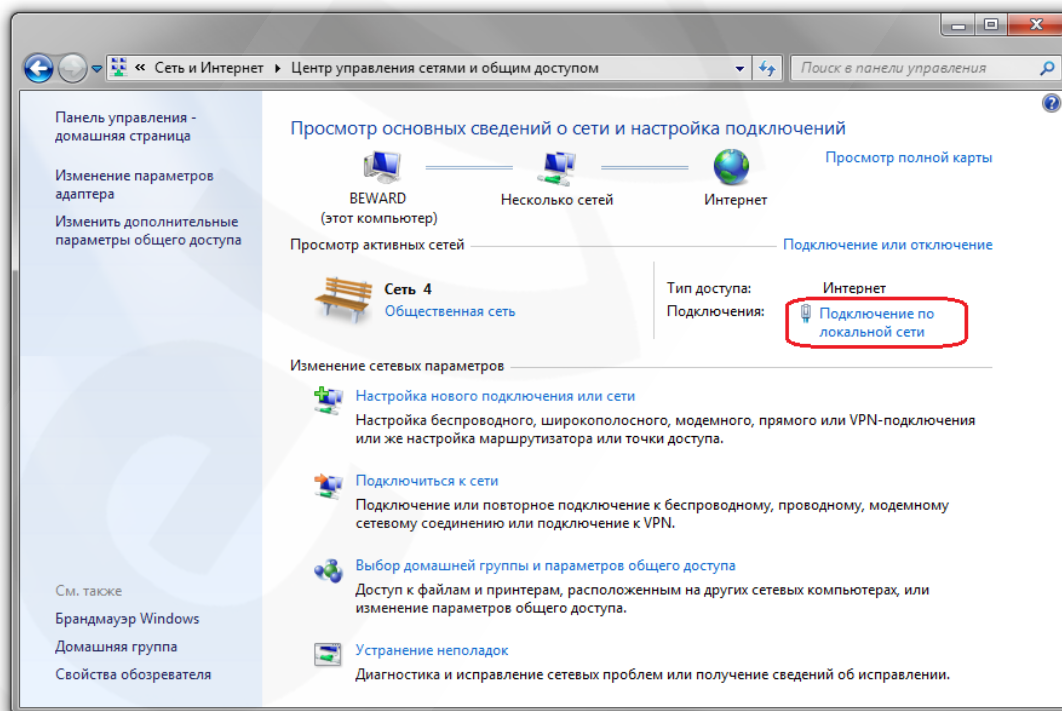 « Сеть и Интернет ▸ Центр управления сетями и общим доступом
Поиск в панели управления
Панель управления -
домашняя страница
Изменение параметров
адаптера
Изменить дополнительные
параметры общего доступа
Просмотр основных сведений о сети и настройка подключений
Просмотр полной карты
BEWARD
(этот компьютер)
Несколько сетей
Интернет
Просмотр активных сетей
Подключение или отключение
Сеть 4
Общественная сеть
Тип доступа:
Интернет
Подключения:
Подключение по
локальной сети
Изменение сетевых параметров
Настройка нового подключения или сети
Настройка беспроводного, широкополосного, модемного, прямого или VPN-подключения
или же настройка маршрутизатора или точки доступа.
Подключиться к сети
Подключение или повторное подключение к беспроводному, проводному, модемному
сетевому соединению или подключение к VPN.
Выбор домашней группы и параметров общего доступа
Доступ к файлам и принтерам, расположенным на других сетевых компьютерах, или
изменение параметров общего доступа.
Устранение неполадок
Диагностика и исправление сетевых проблем или получение сведений об исправлении.
См. также
Брандмауэр Windows
Домашняя группа
Свойства обозревателя